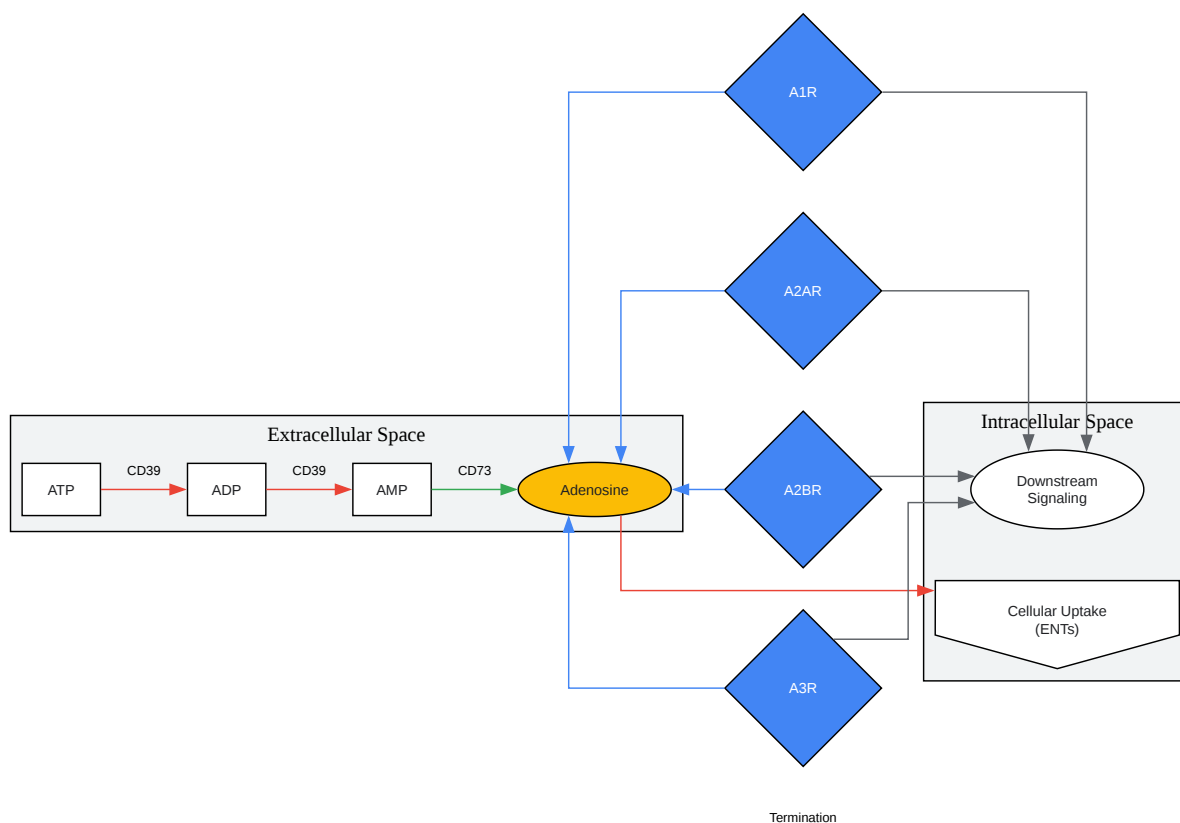 A1R
A2AR
Extracellular Space
Intracellular Space
ATP
CD39
ADP
CD39
AMP
CD73
Adenosine
A2BR
Downstream
Signaling
Cellular Uptake
(ENTs)
A3R
Termination